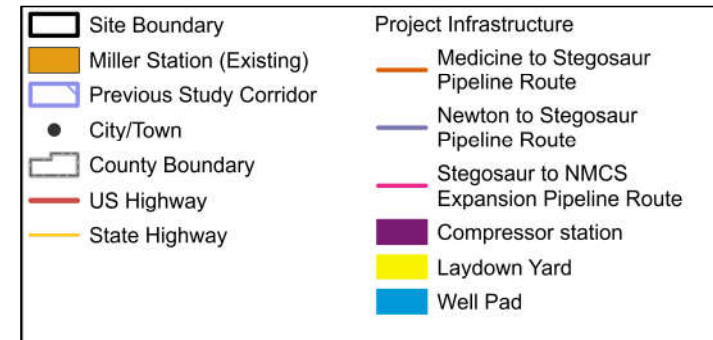 Site Boundary
Miller Station (Existing)
Previous Study Corridor
City/Town
County Boundary
US Highway
State Highway
Project Infrastructure
Medicine to Stegosaur
Pipeline Route
Newton to Stegosaur
Pipeline Route
Stegosaur to NMCS
Expansion Pipeline Route
Compressor station
Laydown Yard
Well Pad